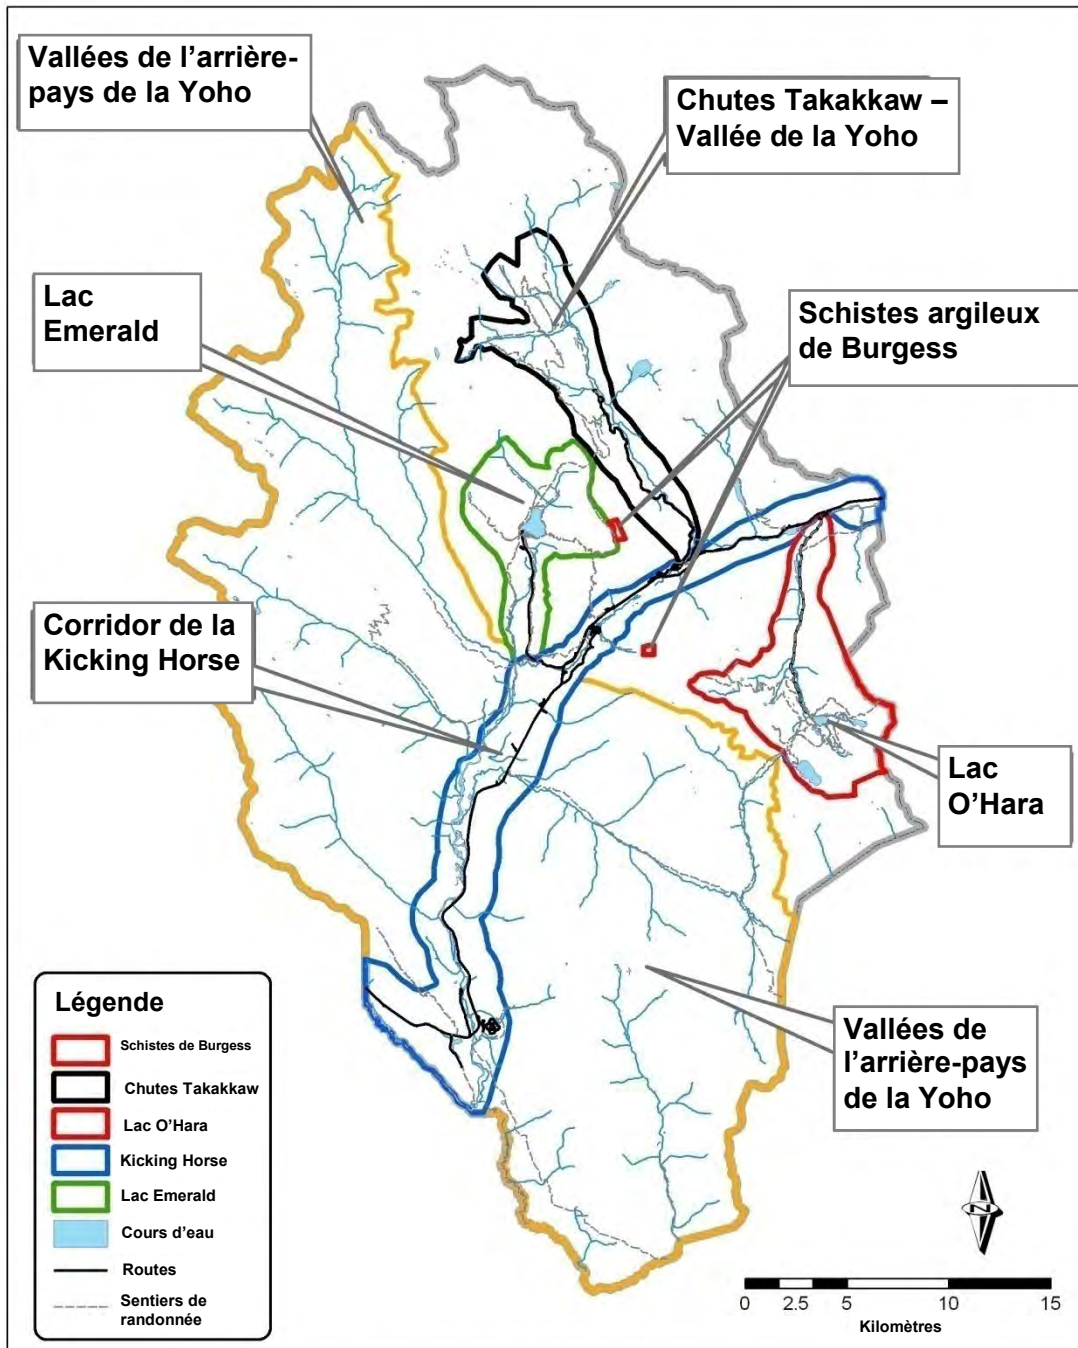 Vallées de l'arrière-
pays de la Yoho
Chutes Takakkaw –
Vallée de la Yoho
Lac
Emerald
Schistes argileux
de Burgess
Corridor de la
Kicking Horse
Lac
O'Hara
Vallées de
l'arrière-pays
de la Yoho
Légende
Schistes de Burgess
Chutes Takakkaw
Lac O'Hara
Kicking Horse
Lac Emerald
Cours d'eau
Routes
Sentiers de
randonnée
N
0 2.5 5 10 15
Kilomètres